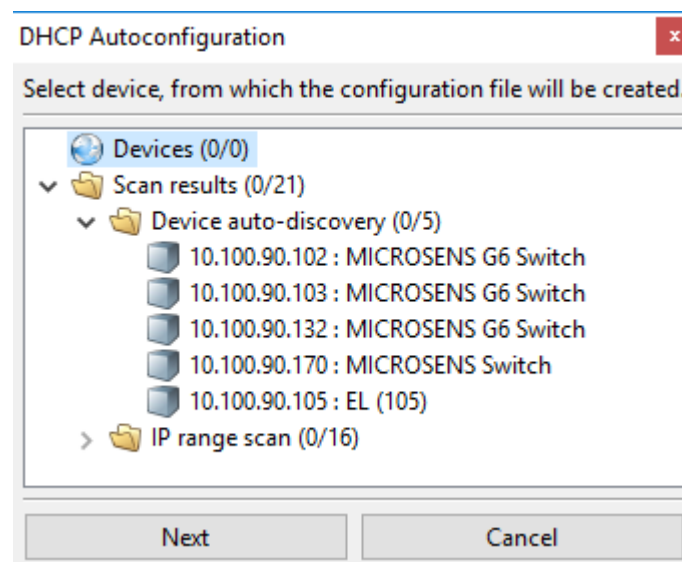 DHCP Autoconfiguration
x
Select device, from which the configuration file will be created.
Devices (0/0)
Scan results (0/21)
Device auto-discovery (0/5)
10.100.90.102 : MICROSENS G6 Switch
10.100.90.103 : MICROSENS G6 Switch
10.100.90.132 : MICROSENS G6 Switch
10.100.90.170 : MICROSENS Switch
10.100.90.105 : EL (105)
IP range scan (0/16)
Next
Cancel